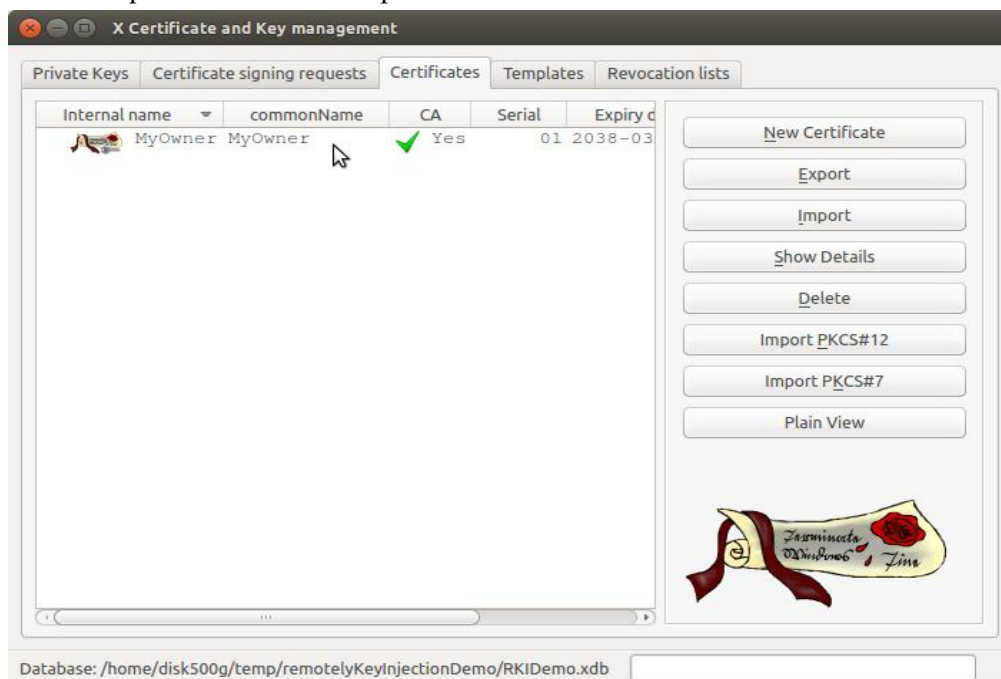 X Certificate and Key management
Private Keys Certificate signing requests Certificates Templates Revocation lists
Internal name commonName CA Serial Expiry d
MyOwner MyOwner Yes 01 2038-03
New Certificate
Export
Import
Show Details
Delete
Import PKCS#12
Import PKCS#7
Plain View
Database: /home/disk500g/temp/remotelyKeyInjectionDemo/RKIDemo.xdb